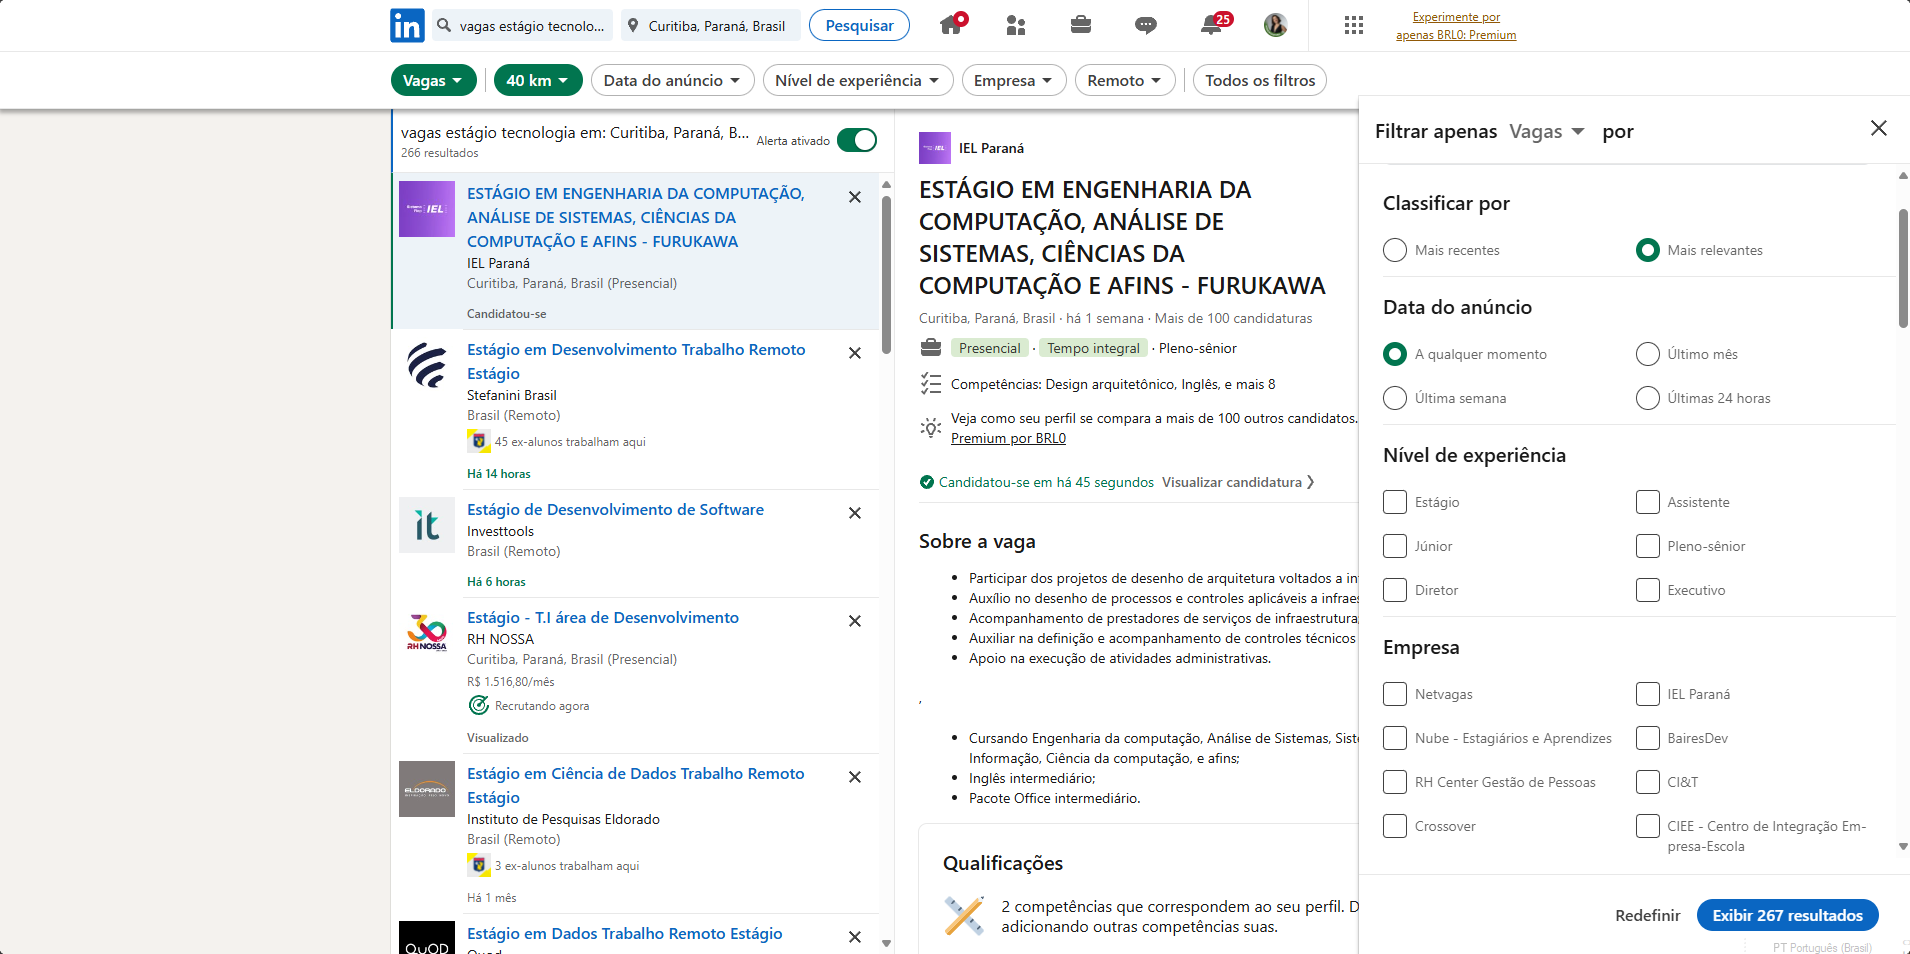 in
vagas estágio tecnolo...
Curitiba, Paraná, Brasil
Pesquisar
25
Experimente por
apenas BRL0: Premium
Vagas
40 km
Data do anúncio
Nível de experiência
Empresa
Remoto
Todos os filtros
vagas estágio tecnologia em: Curitiba, Paraná, B...
266 resultados
Alerta ativado
IEL
ESTÁGIO EM ENGENHARIA DA COMPUTAÇÃO,
ANÁLISE DE SISTEMAS, CIÊNCIAS DA
COMPUTAÇÃO E AFINS - FURUKAWA
IEL Paraná
Curitiba, Paraná, Brasil (Presencial)
Candidatou-se
Estágio em Desenvolvimento Trabalho Remoto
Estágio
Stefanini Brasil
Brasil (Remoto)
45 ex-alunos trabalham aqui
Há 14 horas
it
Estágio de Desenvolvimento de Software
Investtools
Brasil (Remoto)
Há 6 horas
30
RH NOSSA
Estágio - T.I área de Desenvolvimento
RH NOSSA
Curitiba, Paraná, Brasil (Presencial)
R$ 1.516,80/mês
Recrutando agora
Visualizado
ELDORADO
Estágio em Ciência de Dados Trabalho Remoto
Estágio
Instituto de Pesquisas Eldorado
Brasil (Remoto)
3 ex-alunos trabalham aqui
Há 1 mês
QuOD
Estágio em Dados Trabalho Remoto Estágio
Quod
IEL
IEL Paraná
ESTÁGIO EM ENGENHARIA DA
COMPUTAÇÃO, ANÁLISE DE
SISTEMAS, CIÊNCIAS DA
COMPUTAÇÃO E AFINS - FURUKAWA
Curitiba, Paraná, Brasil · há 1 semana · Mais de 100 candidaturas
Presencial · Tempo integral · Pleno-sênior
Competências: Design arquitetônico, Inglês, e mais 8
Veja como seu perfil se compara a mais de 100 outros candidatos.
Premium por BRL0
Candidatou-se em há 45 segundos Visualizar candidatura
Sobre a vaga
• Participar dos projetos de desenho de arquitetura voltados a in
• Auxílio no desenho de processos e controles aplicáveis a infraes
• Acompanhamento de prestadores de serviços de infraestrutura
• Auxiliar na definição e acompanhamento de controles técnicos
• Apoio na execução de atividades administrativas.
,
• Cursando Engenharia da computação, Análise de Sistemas, Siste
Informação, Ciência da computação, e afins;
• Inglês intermediário;
• Pacote Office intermediário.
Qualificações
2 competências que correspondem ao seu perfil. D
adicionando outras competências suas.
Filtrar apenas Vagas por
Classificar por
Mais recentes
Mais relevantes
Data do anúncio
A qualquer momento
Último mês
Última semana
Últimas 24 horas
Nível de experiência
Estágio
Assistente
Júnior
Pleno-sênior
Diretor
Executivo
Empresa
Netvagas
IEL Paraná
Nube - Estagiários e Aprendizes
BairesDev
RH Center Gestão de Pessoas
CI&T
Crossover
CIEE - Centro de Integração Em-
presa-Escola
Redefinir
Exibir 267 resultados
PT Português (Brasil)